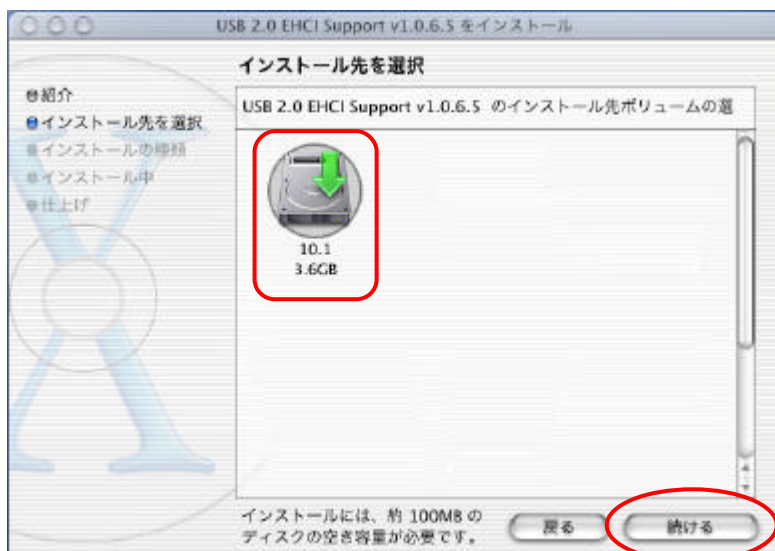 USB 2.0 EHCI Support v1.0.6.5 をインストール
インストール先を選択
紹介
インストール先を選択
インストールの種類
インストール中
仕上げ
USB 2.0 EHCI Support v1.0.6.5 のインストール先ボリュームの選
10.1
3.6GB
インストールには、約 100MB の
ディスクの空き容量が必要です。
戻る
続ける